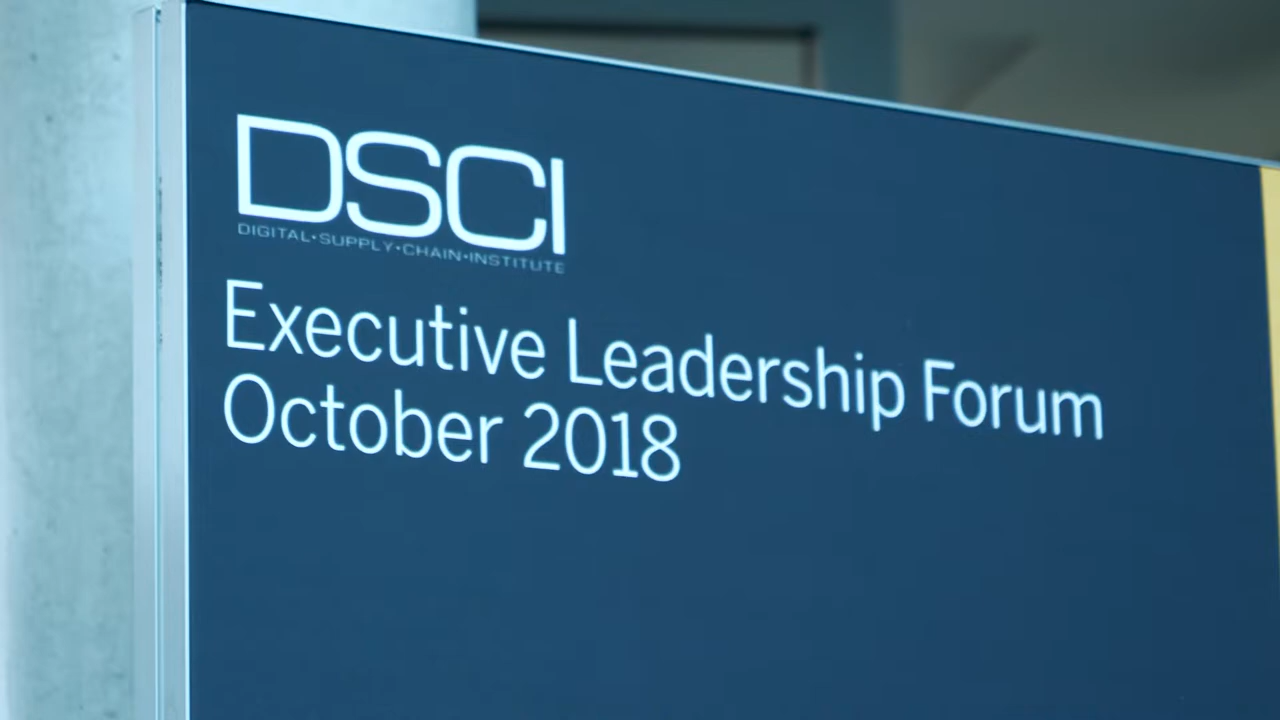 DSCI
DIGITAL•SUPPLY•CHAIN•INSTITUTE
Executive Leadership Forum
October 2018